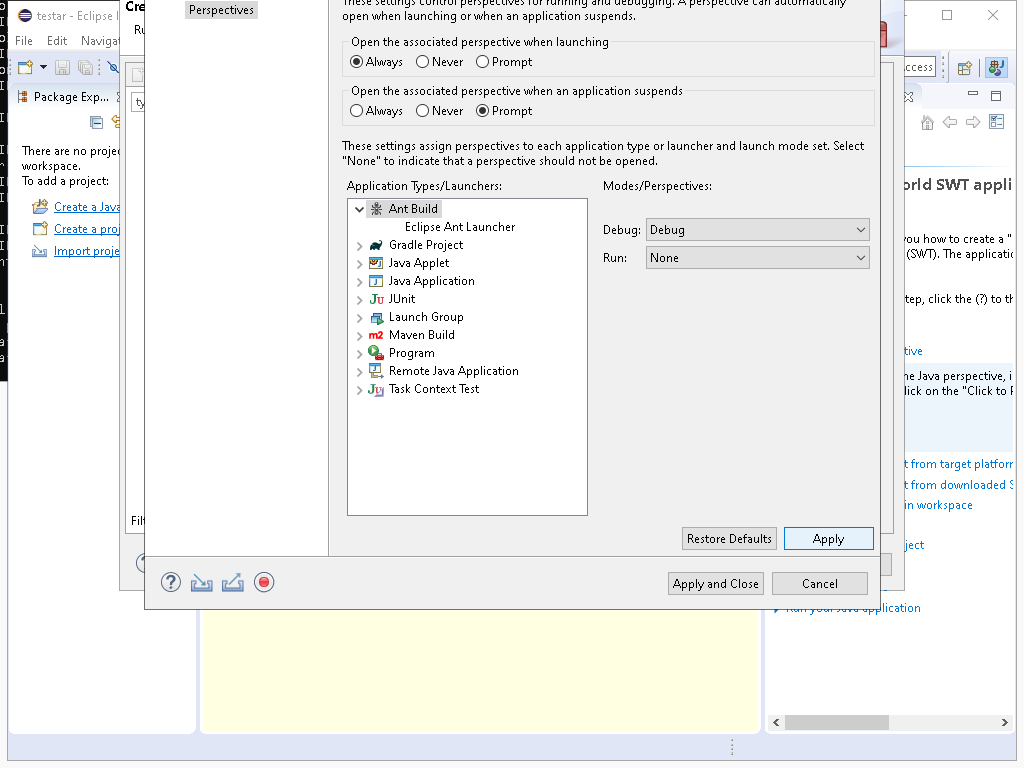 testar - Eclipse I
Cre
Perspectives
These settings control perspectives for running and debugging. A perspective can automatically
open when launching or when an application suspends.
File Edit Navigat
Ru
Open the associated perspective when launching
Always Never Prompt
ccess
Open the associated perspective when an application suspends
Always Never Prompt
Package Exp...
ty
There are no proje
workspace.
To add a project:
Create a Java
Create a proj
Import proje
These settings assign perspectives to each application type or launcher and launch mode set. Select
"None" to indicate that a perspective should not be opened.
Application Types/Launchers:
Modes/Perspectives:
Ant Build
Eclipse Ant Launcher
Gradle Project
Java Applet
Java Application
JUnit
Launch Group
Maven Build
Program
Remote Java Application
Task Context Test
Debug: Debug
Run: None
orld SWT appli
you how to create a "
(SWT). The applicatio
tep, click the (?) to th
tive
he Java perspective, i
lick on the "Click to P
t from target platform
t from downloaded S
in workspace
ject
Run your Java application
Filt
Restore Defaults
Apply
Apply and Close
Cancel